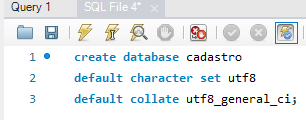 Query 1 SQL File 4*
1 create database cadastro
2 default character set utf8
3 default collate utf8_general_ci;